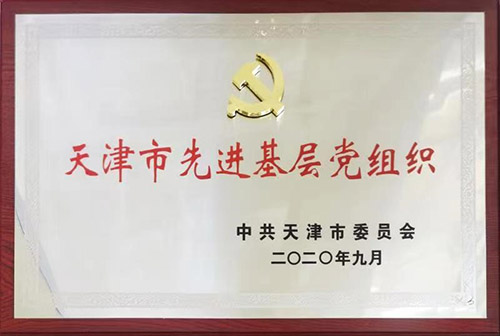 天津市先进基层党组织
中共天津市委员会
二〇二〇年九月